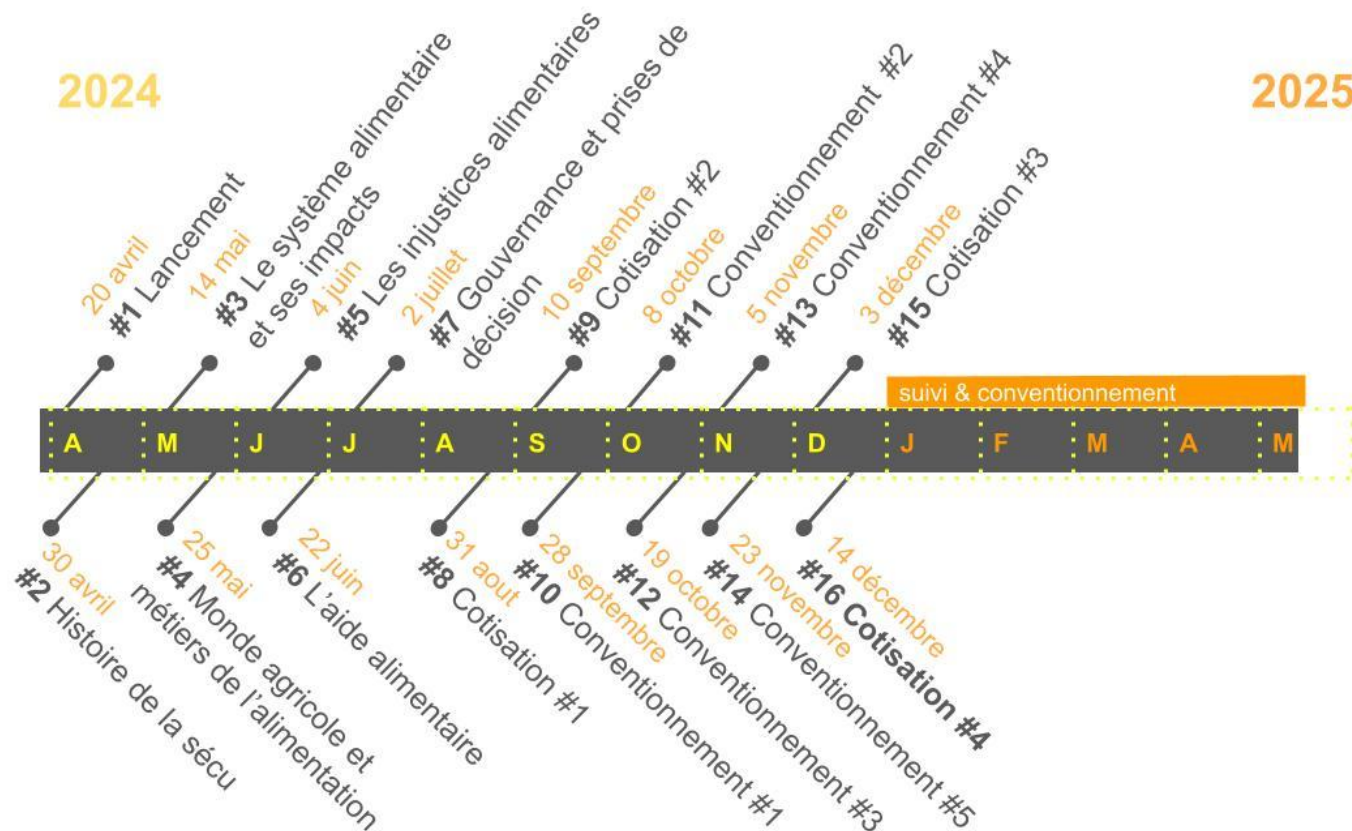 2024
2025
20 avril
#1 Lancement
14 mai
#3 Le système alimentaire
et ses impacts
4 juin
#5 Les injustices alimentaires
2 juillet
#7 Gouvernance et prises de
décision
10 septembre
#9 Cotisation #2
8 octobre
#11 Conventionnement #2
5 novembre
#13 Conventionnement #4
3 décembre
#15 Cotisation #3
suivi & conventionnement
A M J J A S O N D J F M A M
30 avril
#2 Histoire de la sécu
25 mai
#4 Monde agricole et
métiers de l'alimentation
22 juin
#6 L'aide alimentaire
31 aout
#8 Cotisation #1
28 septembre
#10 Conventionnement #1
19 octobre
#12 Conventionnement #3
23 novembre
#14 Conventionnement #5
14 décembre
#16 Cotisation #4